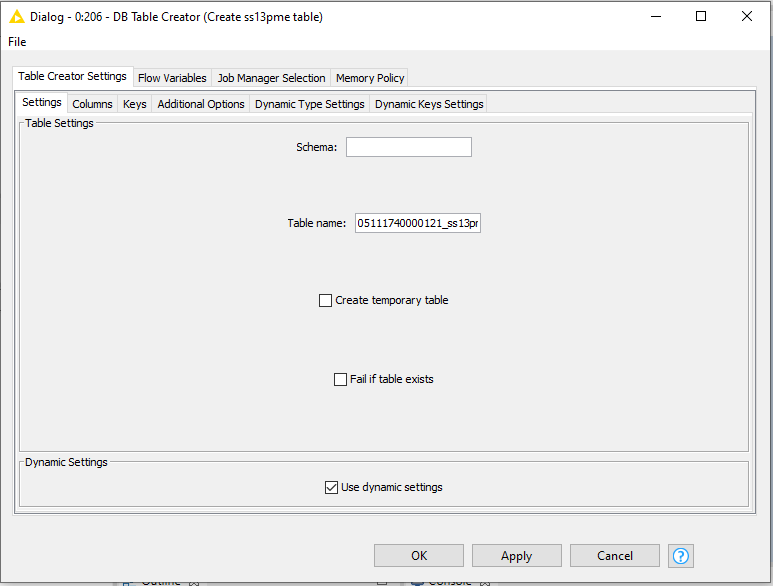 Dialog - 0:206 - DB Table Creator (Create ss13pme table)
File
Table Creator Settings Flow Variables Job Manager Selection Memory Policy
Settings Columns Keys Additional Options Dynamic Type Settings Dynamic Keys Settings
Table Settings
Schema:
Table name: 05111740000121_ss13pr
Create temporary table
Fail if table exists
Dynamic Settings
Use dynamic settings
OK Apply Cancel ?
Outline Console